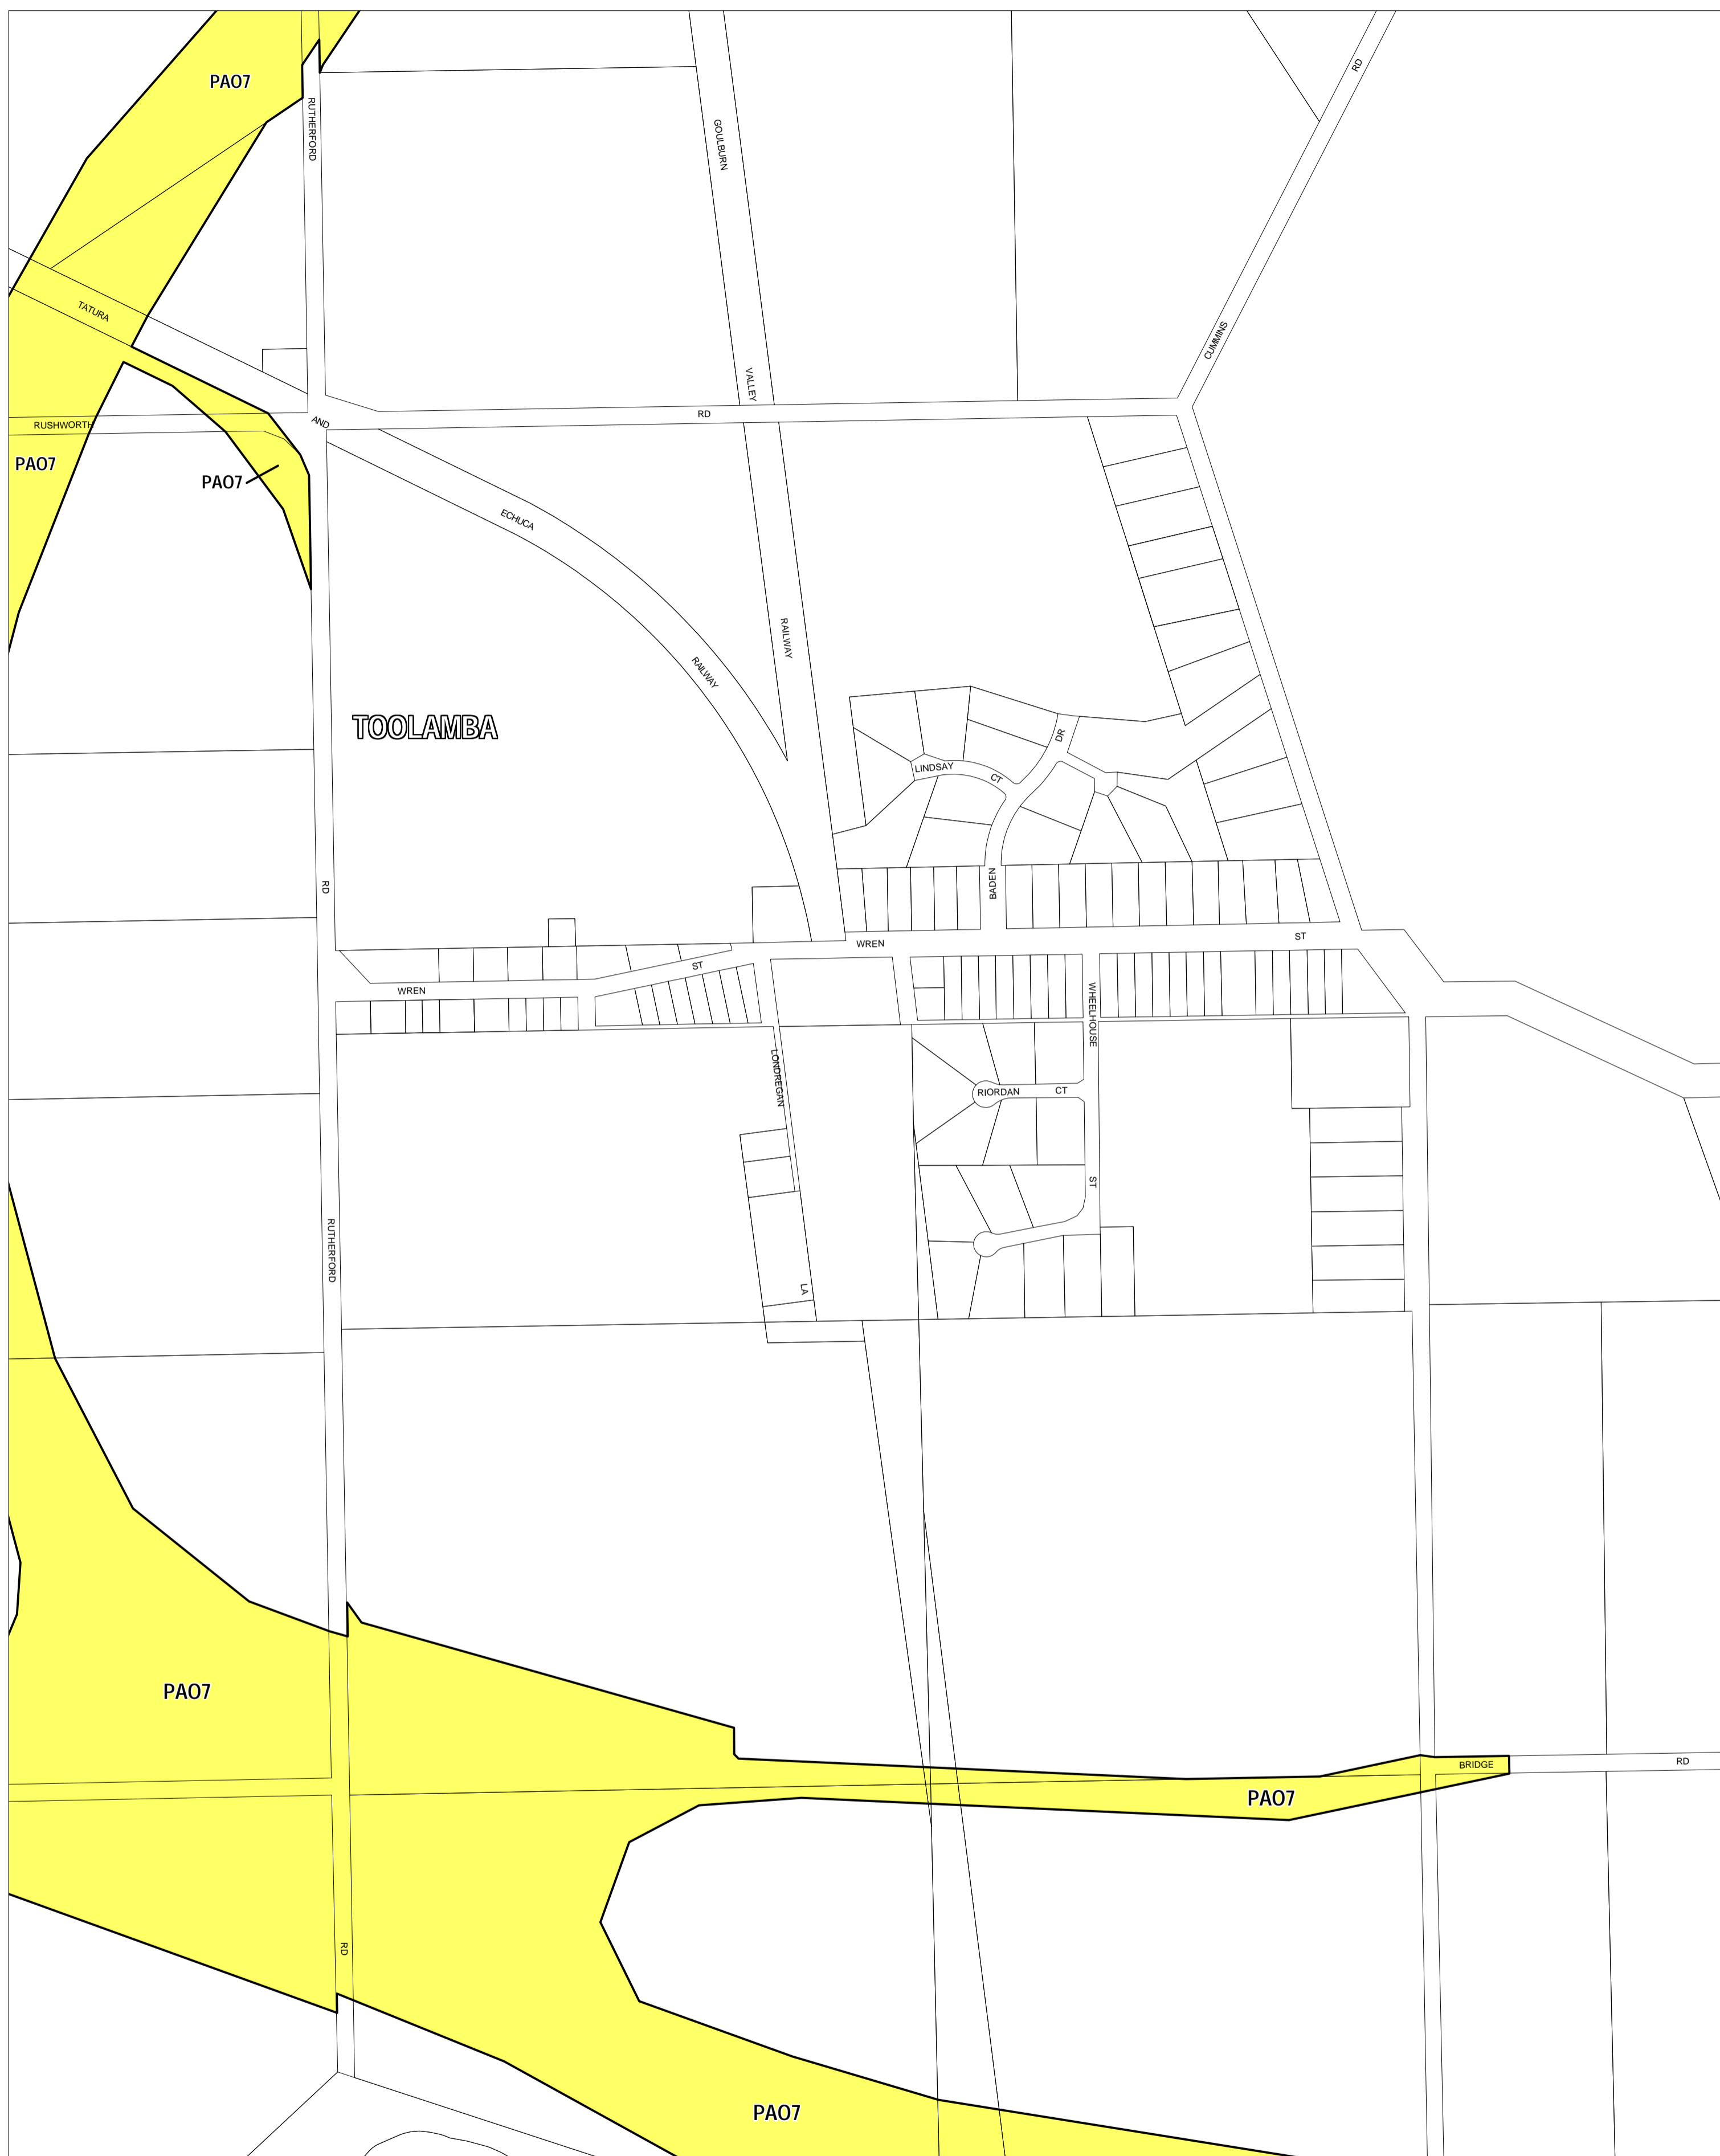 PAO7
RUTHERFORD
GOULBURN
RD
TATURA
CUMMINS
VALLEY
RD
RUSHWORTH
AND
PAO7
PAO7
ECHUCA
RAILWAY
RAILWAY
TOOLAMBA
DR
LINDSAY
CT
BADEN
RD
WREN
ST
ST
WREN
WHEELHOUSE
LONDREGAN
RIORDAN
CT
ST
RUTHERFORD
LA
PAO7
BRIDGE
RD
PAO7
RD
PAO7